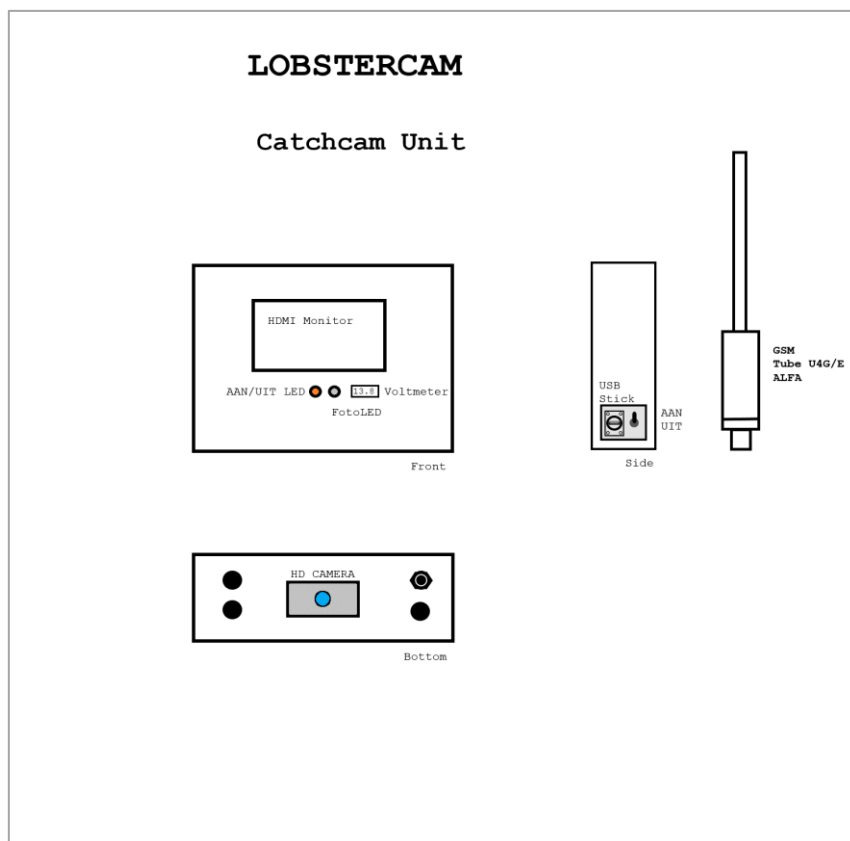 LOBSTERCAM
Catchcam Unit
HDMI Monitor
AAN/UIT LED
13.8
Voltmeter
FotoLED
Front
USB
Stick
AAN
UIT
Side
GSM
Tube U4G/E
ALFA
HD CAMERA
Bottom